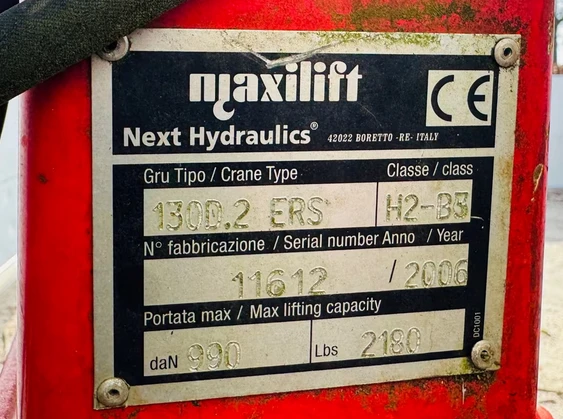 maxilift
CE
Next Hydraulics® 42022 BORETTO -RE- ITALY
Gru Tipo / Crane Type Classe / class
130D.2 ERS H2-B3
N° fabbricazione / Serial number Anno / Year
11612 / 2006
Portata max / Max lifting capacity
daN 990 Lbs 2180
DC1001